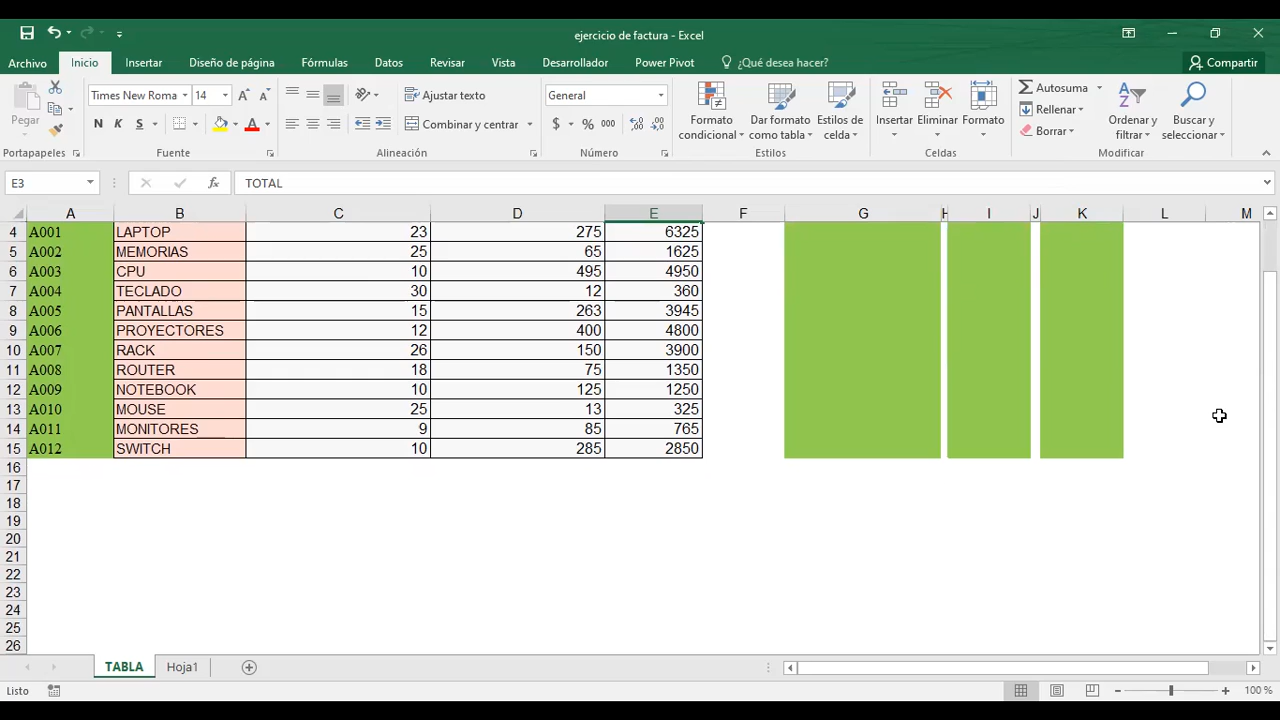 ejercicio de factura - Excel
Archivo Inicio Insertar Diseño de página Fórmulas Datos Revisar Vista Desarrollador Power Pivot ¿Qué desea hacer? Compartir
Times New Roma 14 Ajustar texto General Autosuma
Pegar N K S Combinar y centrar $ % 000 Formato condicional Dar formato como tabla Estilos de celda Insertar Eliminar Formato Rellenar Borrar Ordenar y filtrar Buscar y seleccionar
Portapapeles Fuente Alineación Número Estilos Celdas Modificar
E3 fx TOTAL
A B C D E F G H I J K L M
4 A001 LAPTOP 23 275 6325
5 A002 MEMORIAS 25 65 1625
6 A003 CPU 10 495 4950
7 A004 TECLADO 30 12 360
8 A005 PANTALLAS 15 263 3945
9 A006 PROYECTORES 12 400 4800
10 A007 RACK 26 150 3900
11 A008 ROUTER 18 75 1350
12 A009 NOTEBOOK 10 125 1250
13 A010 MOUSE 25 13 325
14 A011 MONITORES 9 85 765
15 A012 SWITCH 10 285 2850
16
17
18
19
20
21
22
23
24
25
26
TABLA Hoja1
Listo 100 %